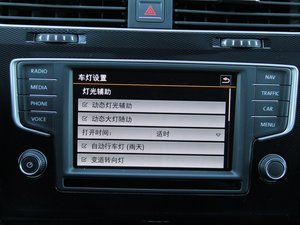 车灯设置
灯光辅助
动态灯光辅助
动态大灯随动
打开时间: 适时
自动行车灯 (雨天)
变道转向灯
RADIO
MEDIA
PHONE
VOICE
NAV
TRAFFIC
CAR
MENU